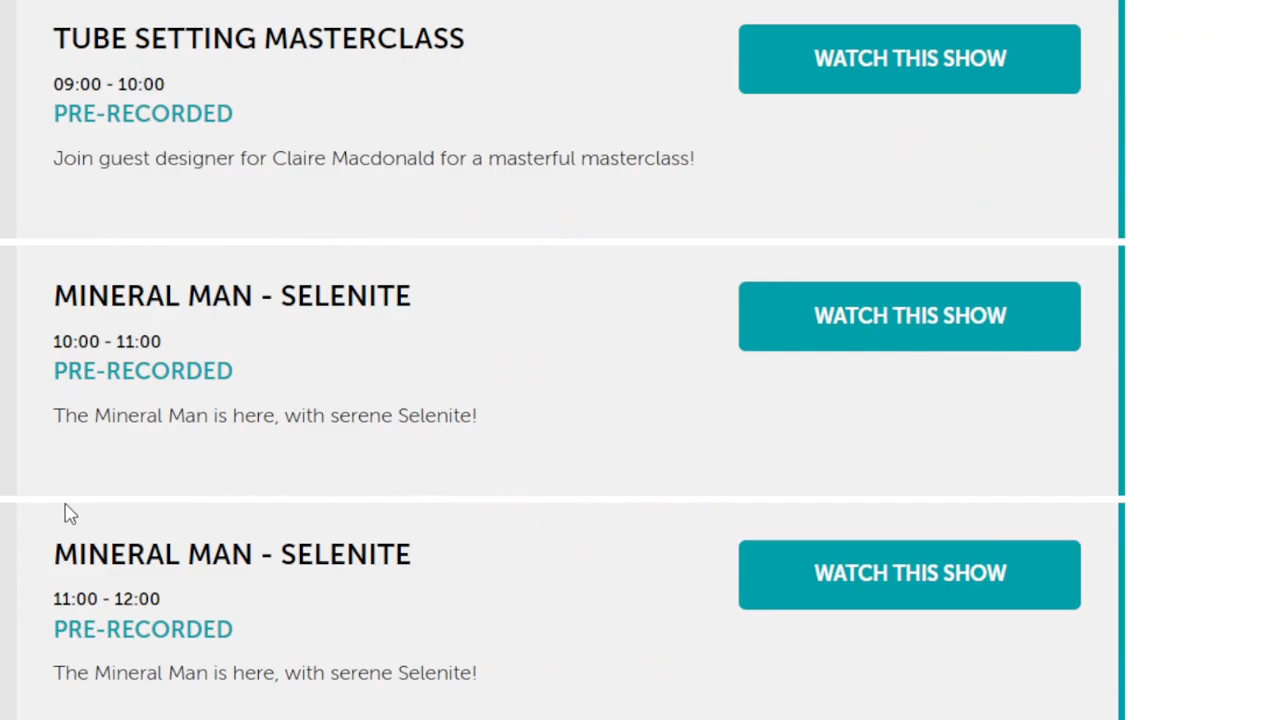 TUBE SETTING MASTERCLASS
WATCH THIS SHOW
09:00 - 10:00
PRE-RECORDED
Join guest designer for Claire Macdonald for a masterful masterclass!
MINERAL MAN - SELENITE
WATCH THIS SHOW
10:00 - 11:00
PRE-RECORDED
The Mineral Man is here, with serene Selenite!
MINERAL MAN - SELENITE
WATCH THIS SHOW
11:00 - 12:00
PRE-RECORDED
The Mineral Man is here, with serene Selenite!